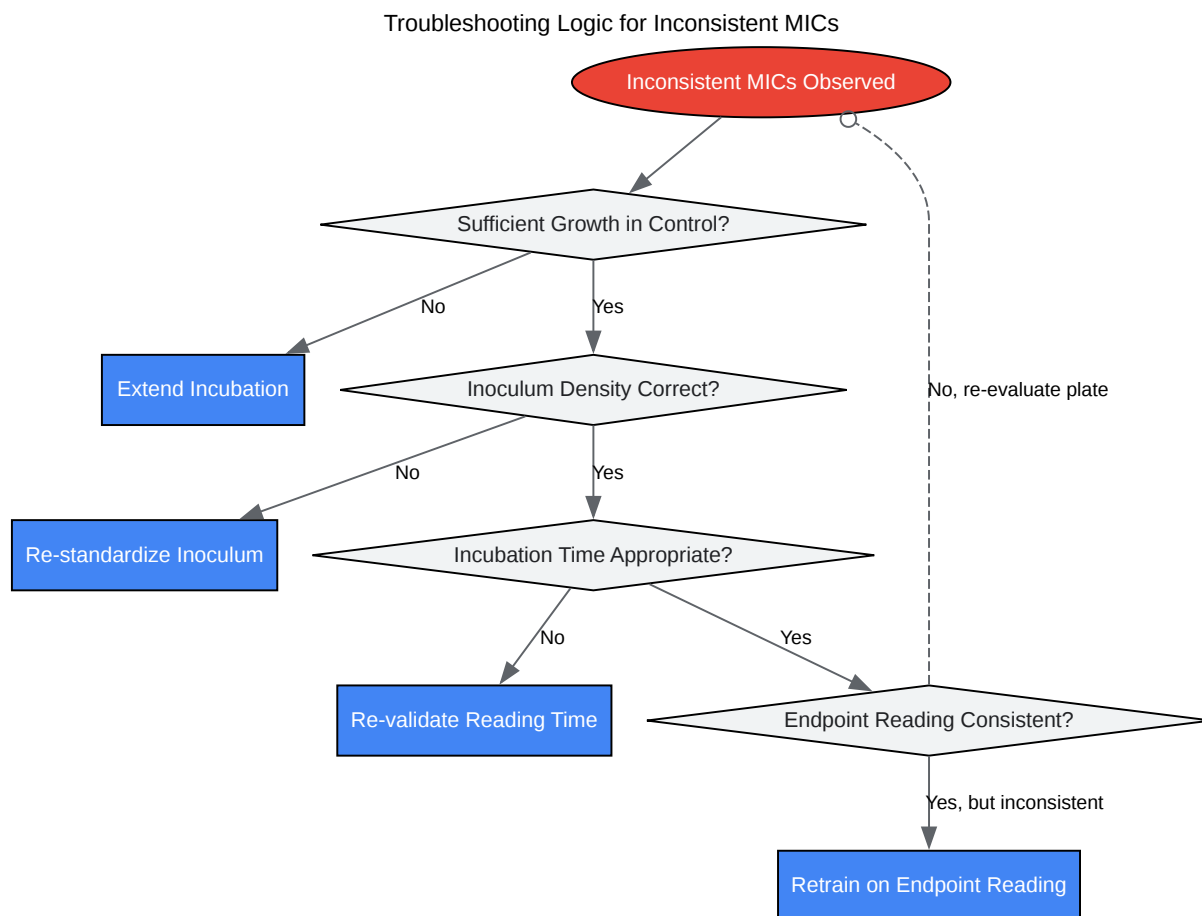 Troubleshooting Logic for Inconsistent MICs
Inconsistent MICs Observed
Sufficient Growth in Control?
No
Yes
Extend Incubation
Inoculum Density Correct?
No, re-evaluate plate
No
Yes
Re-standardize Inoculum
Incubation Time Appropriate?
No
Yes
Re-validate Reading Time
Endpoint Reading Consistent?
Yes, but inconsistent
Retrain on Endpoint Reading